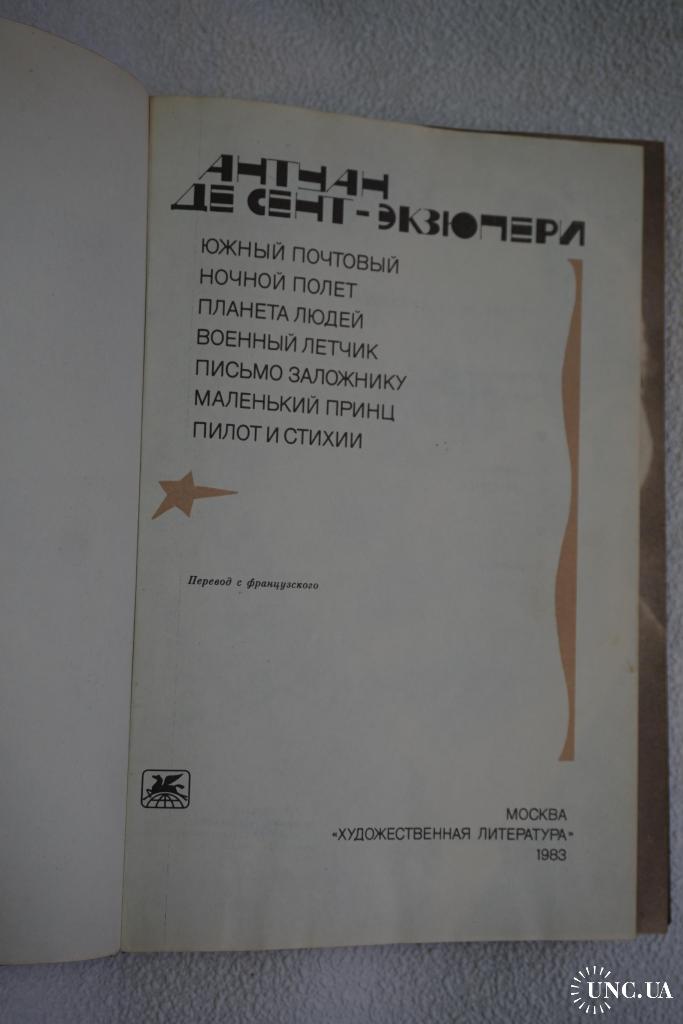 АНТУАН
ДЕ СЕНТ-ЭКЗЮПЕРИ
ЮЖНЫЙ ПОЧТОВЫЙ
НОЧНОЙ ПОЛЕТ
ПЛАНЕТА ЛЮДЕЙ
ВОЕННЫЙ ЛЕТЧИК
ПИСЬМО ЗАЛОЖНИКУ
МАЛЕНЬКИЙ ПРИНЦ
ПИЛОТ И СТИХИИ
Перевод с французского
МОСКВА
«ХУДОЖЕСТВЕННАЯ ЛИТЕРАТУРА»
1983
UNC.UA